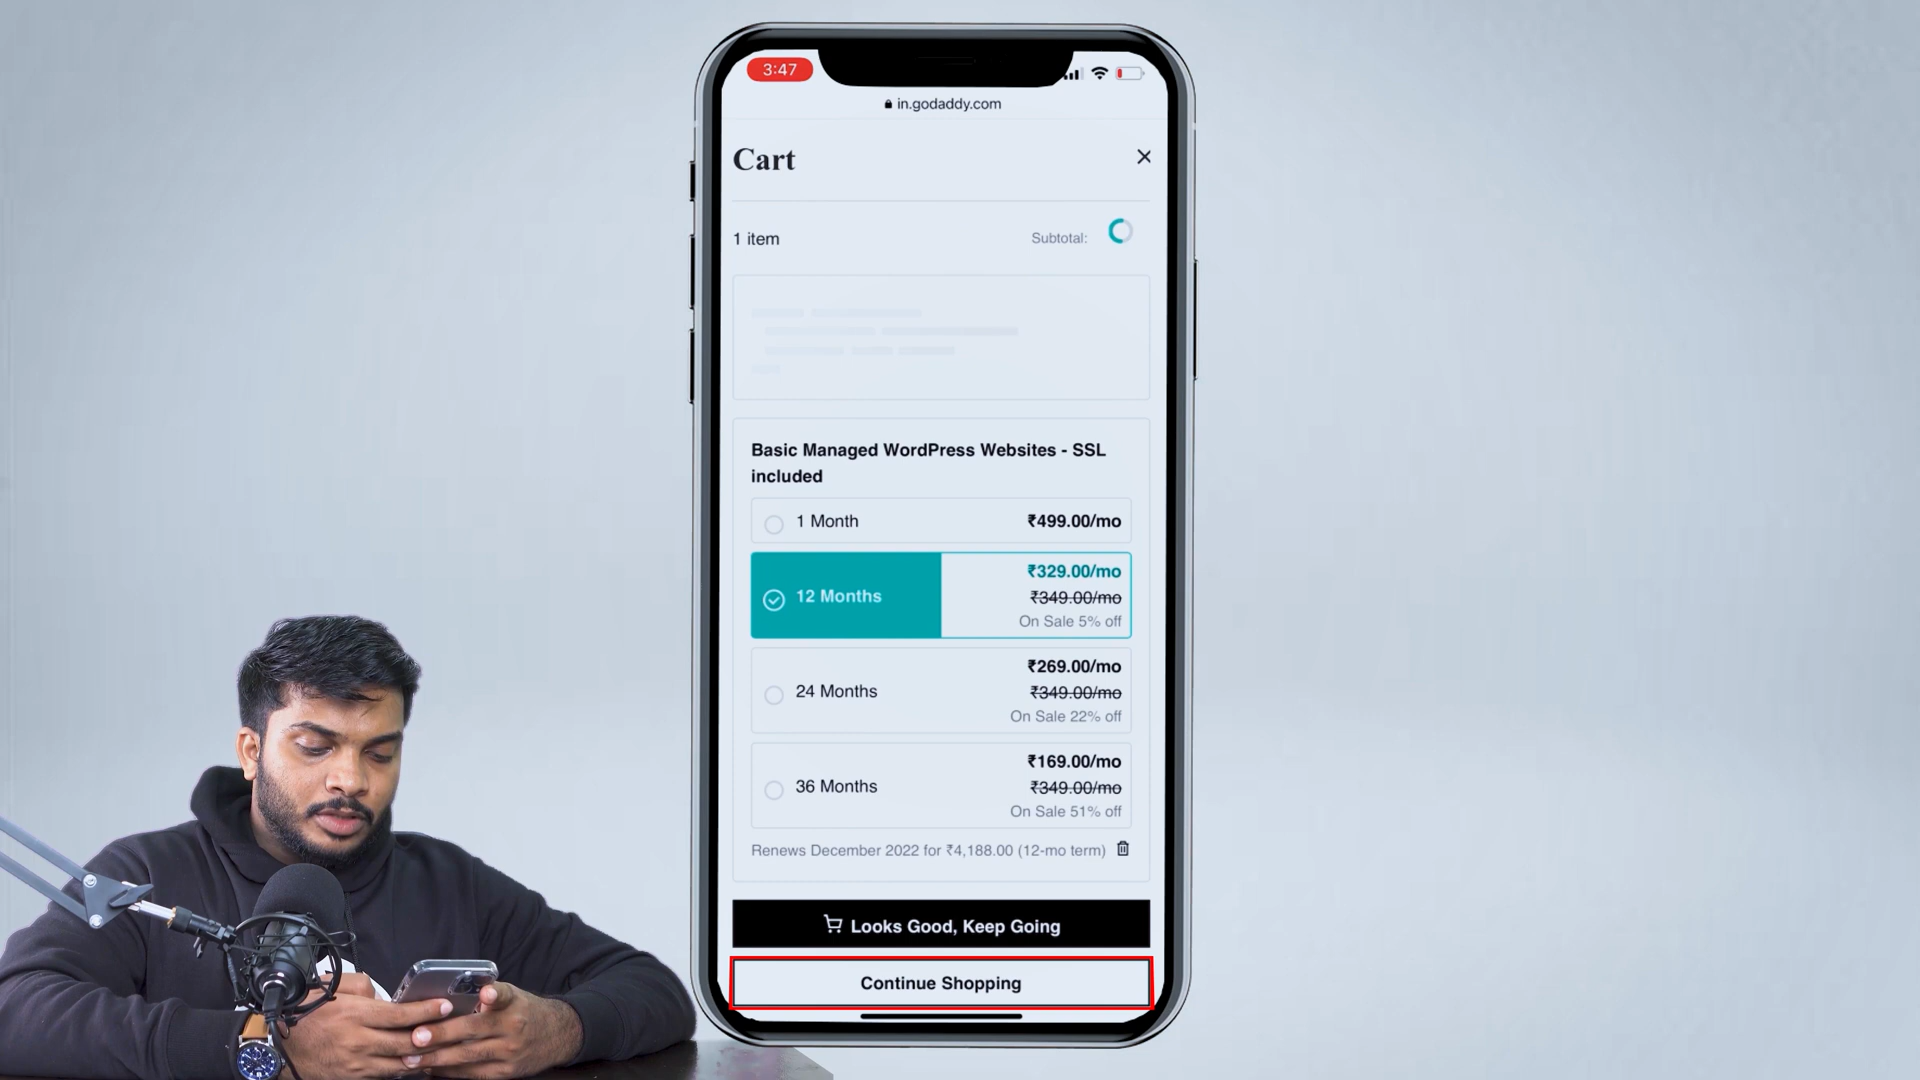 3:47
in.godaddy.com
Cart
1 item
Subtotal:
Basic Managed WordPress Websites - SSL
included
1 Month
₹499.00/mo
12 Months
₹329.00/mo
₹349.00/mo
On Sale 5% off
24 Months
₹269.00/mo
₹349.00/mo
On Sale 22% off
36 Months
₹169.00/mo
₹349.00/mo
On Sale 51% off
Renews December 2022 for ₹4,188.00 (12-mo term)
Looks Good, Keep Going
Continue Shopping